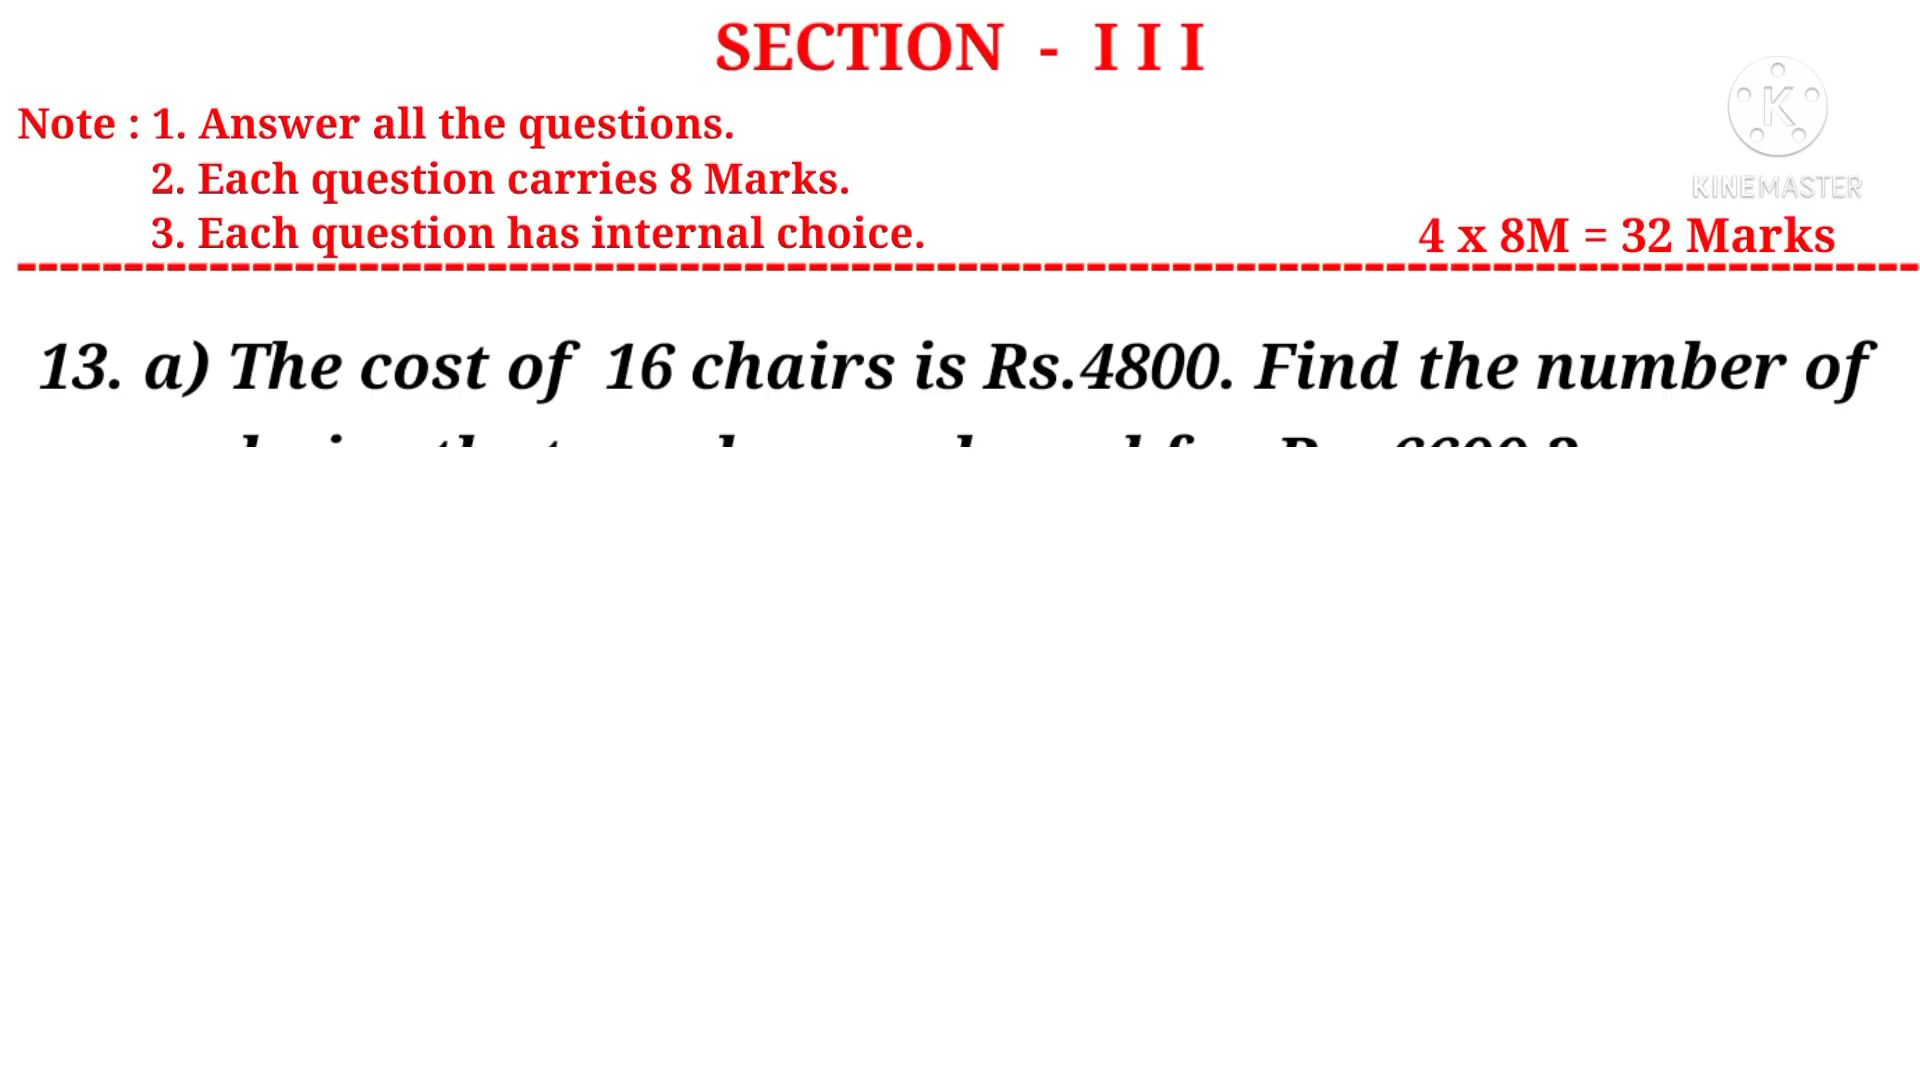 SECTION - I I I
Note : 1. Answer all the questions.
2. Each question carries 8 Marks.
3. Each question has internal choice.
4 x 8M = 32 Marks
KINEMASTER
13. a) The cost of 16 chairs is Rs.4800. Find the number of